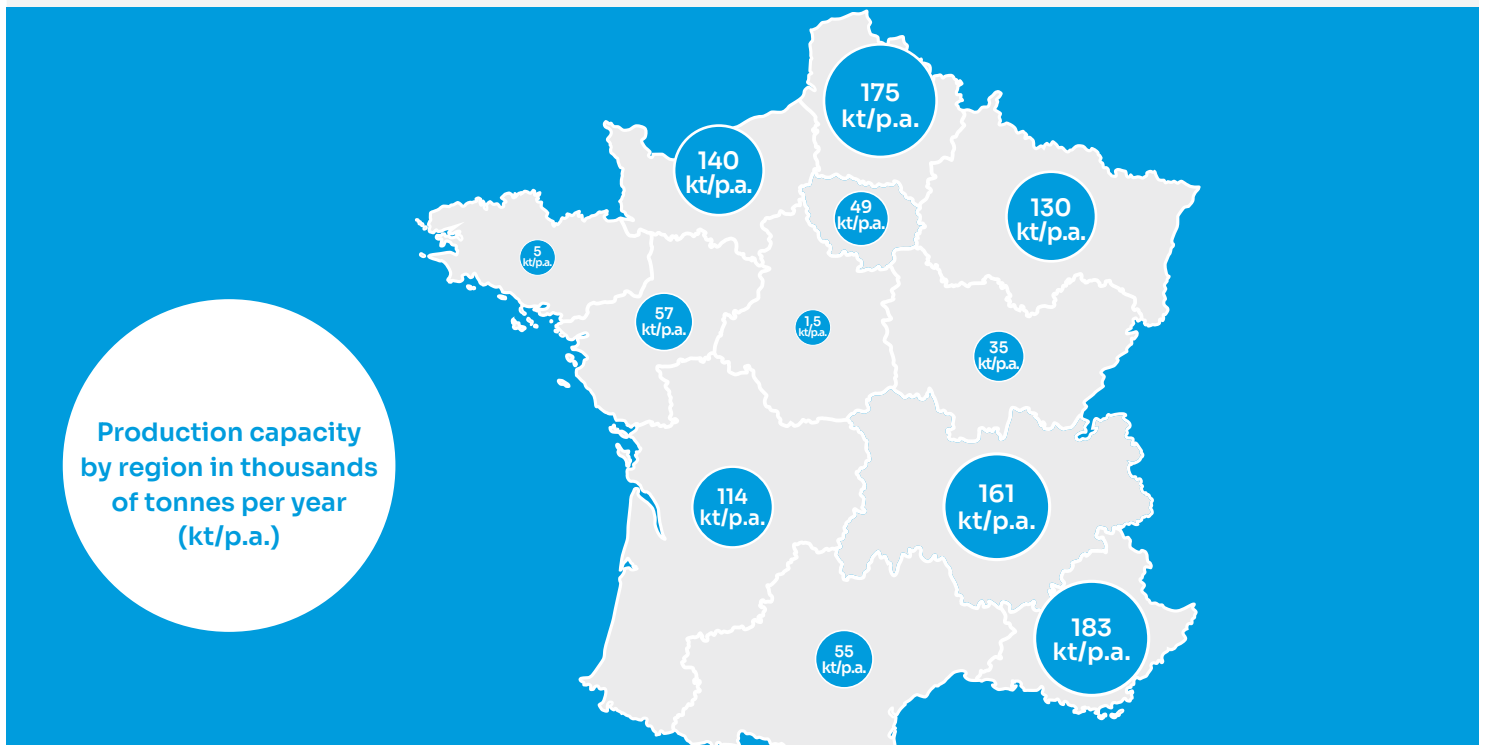 175
kt/p.a.
140
kt/p.a.
49
kt/p.a.
130
kt/p.a.
5
kt/p.a.
57
kt/p.a.
1,5
kt/p.a.
35
kt/p.a.
Production capacity
by region in thousands
of tonnes per year
(kt/p.a.)
114
kt/p.a.
161
kt/p.a.
183
kt/p.a.
55
kt/p.a.